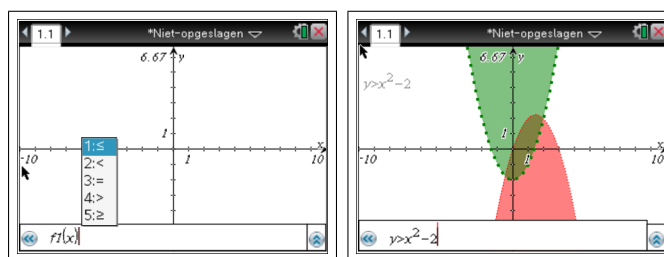 1.1
*Niet-opgeslagen
6.67 y
1
x
-10
1
10
1:≤
2:<
3:=
4:>
5:≥
f1(x)
1.1
*Niet-opgeslagen
6.67 y
y>x²-2
1
x
-10
1
10
y>x²-2